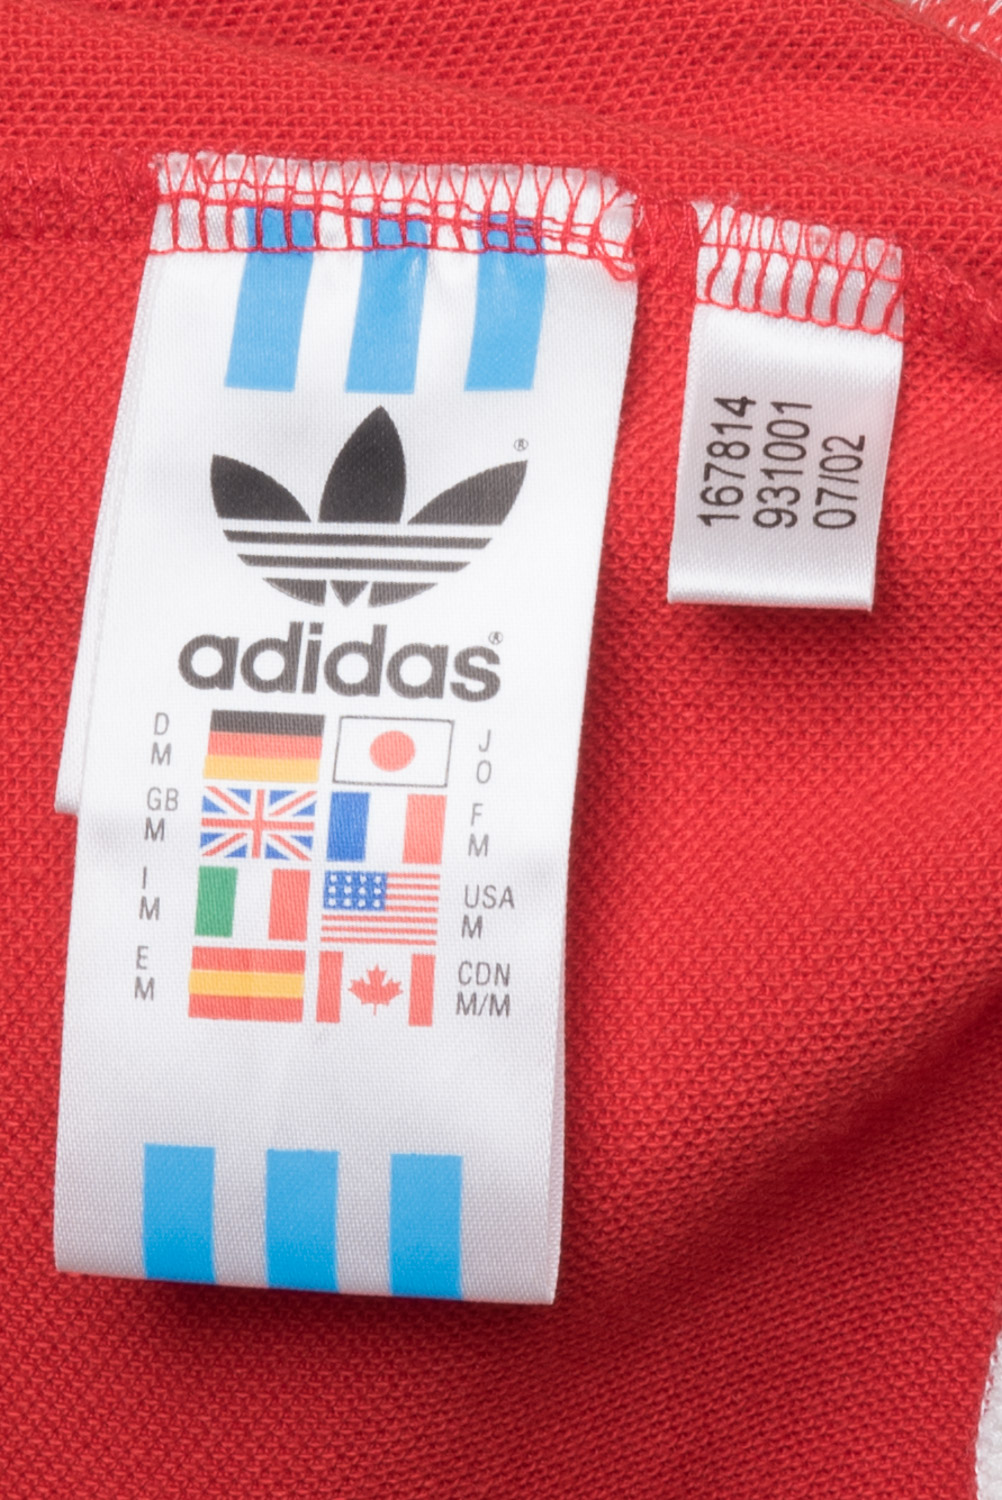 ®
adidas®
D
M
J
O
GB
M
F
M
I
M
USA
M
E
M
CDN
M/M
167814
931001
07/02